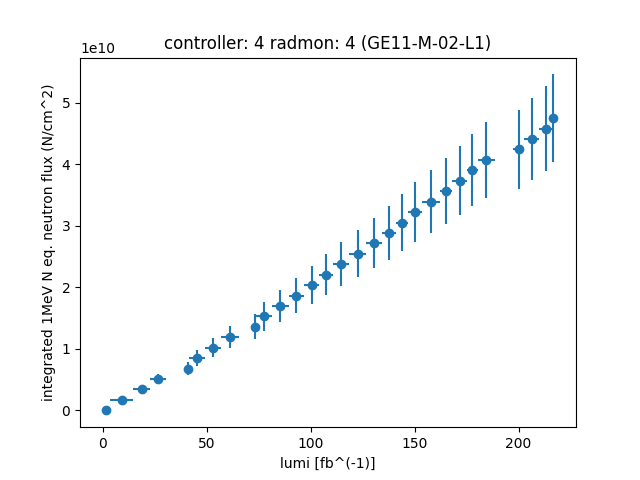 controller: 4 radmon: 4 (GE11-M-02-L1)
1e10
integrated 1MeV N eq. neutron flux (N/cm^2)
5
4
3
2
1
0
0 50 100 150 200
lumi [fb^(-1)]